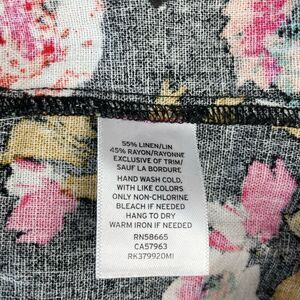 55% LINEN/LIN
45% RAYON/RAYONNE
EXCLUSIVE OF TRIM/
SAUF LA BORDURE
HAND WASH COLD,
WITH LIKE COLORS
ONLY NON-CHLORINE
BLEACH IF NEEDED
HANG TO DRY
WARM IRON IF NEEDED
RN58665
CA57963
RK379920MI